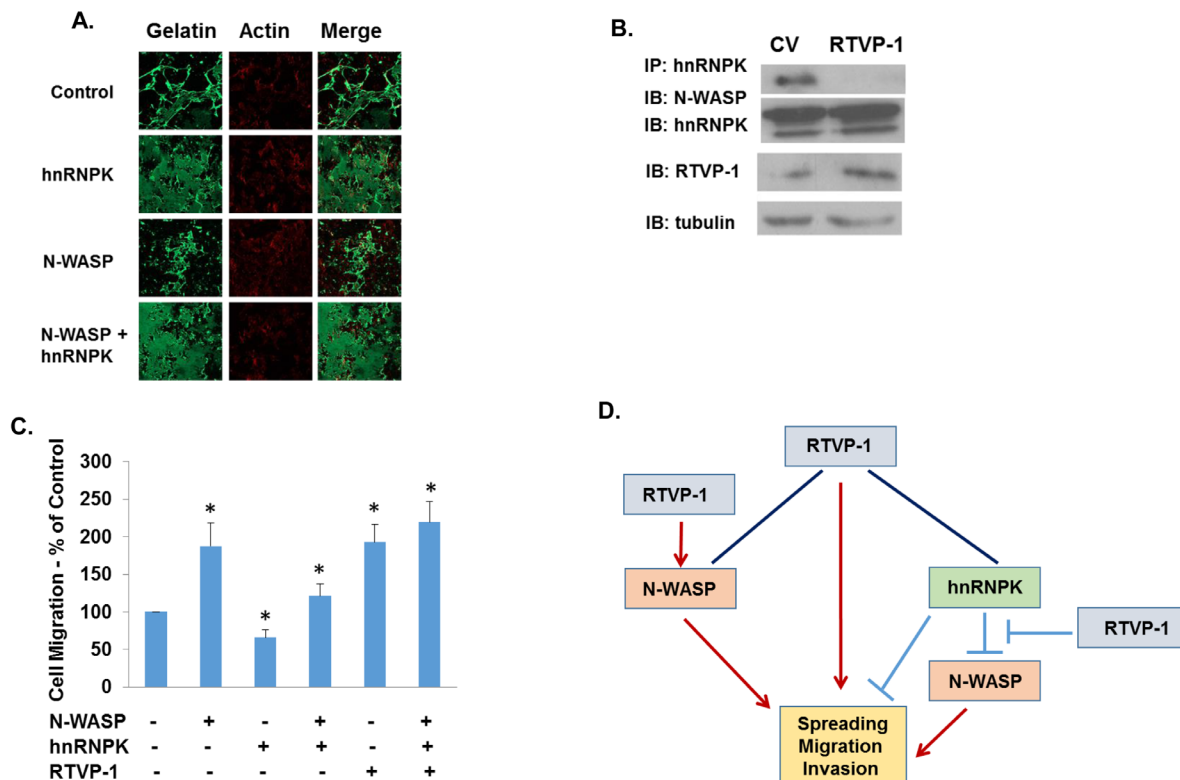 A.
Gelatin Actin Merge
Control
hnRNPK
N-WASP
N-WASP +
hnRNPK
B.
CV RTVP-1
IP: hnRNPK
IB: N-WASP
IB: hnRNPK
IB: RTVP-1
IB: tubulin
C.
Cell Migration - % of Control
300
250
200
150
100
50
0
* * * * *
N-WASP - + - + - +
hnRNPK - - + + - +
RTVP-1 - - - - + +
D.
RTVP-1
RTVP-1
N-WASP
hnRNPK
RTVP-1
N-WASP
Spreading
Migration
Invasion